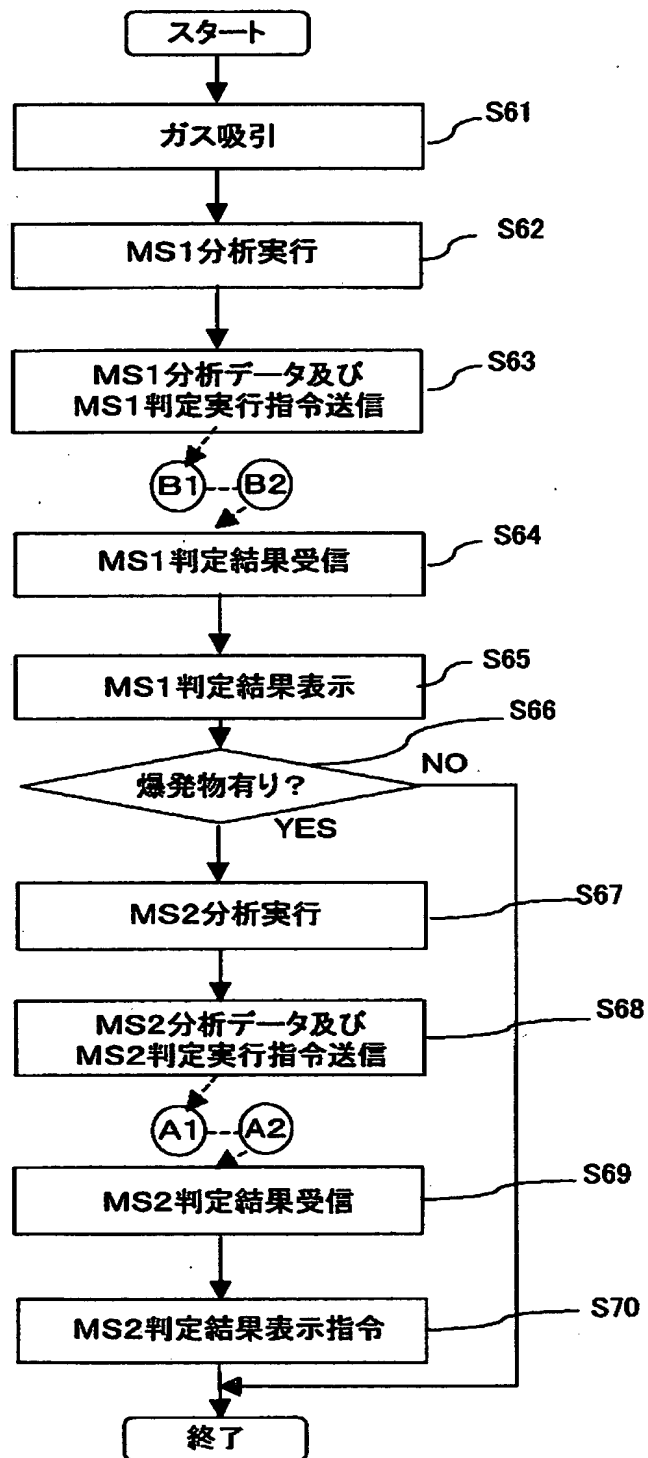 スタート
ガス吸引
S61
MS1分析実行
S62
MS1分析データ及び
MS1判定実行指令送信
S63
B1
B2
MS1判定結果受信
S64
MS1判定結果表示
S65
S66
爆発物有り?
NO
YES
MS2分析実行
S67
MS2分析データ及び
MS2判定実行指令送信
S68
A1
A2
MS2判定結果受信
S69
MS2判定結果表示指令
S70
終了